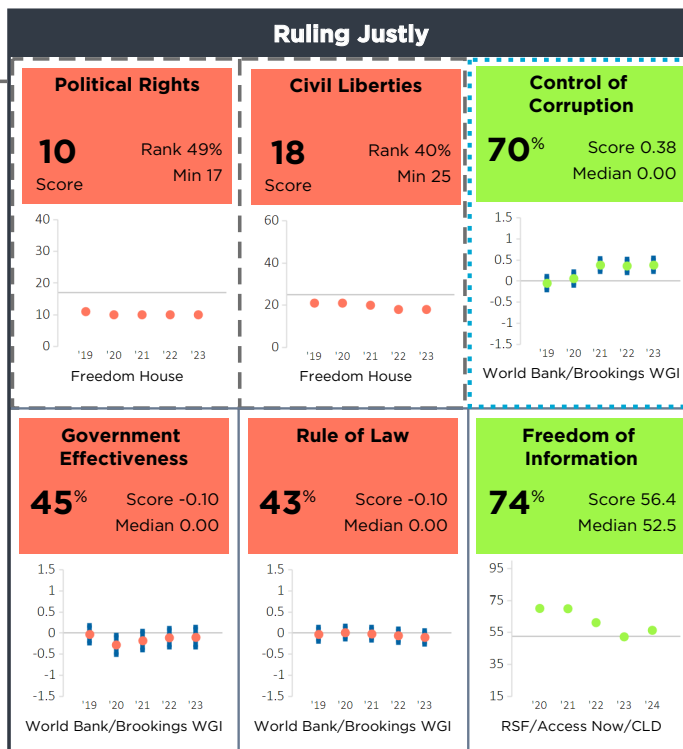 Ruling Justly
Political Rights
10
Score
Rank 49%
Min 17
40
30
20
10
0
'19 '20 '21 '22 '23
Freedom House
Civil Liberties
18
Score
Rank 40%
Min 25
60
40
20
0
'19 '20 '21 '22 '23
Freedom House
Control of
Corruption
70%
Score 0.38
Median 0.00
1.5
1
0.5
0
-0.5
-1
-1.5
'19 '20 '21 '22 '23
World Bank/Brookings WGI
Government
Effectiveness
45%
Score -0.10
Median 0.00
1.5
1
0.5
0
-0.5
-1
-1.5
'19 '20 '21 '22 '23
World Bank/Brookings WGI
Rule of Law
43%
Score -0.10
Median 0.00
1.5
1
0.5
0
-0.5
-1
-1.5
'19 '20 '21 '22 '23
World Bank/Brookings WGI
Freedom of
Information
74%
Score 56.4
Median 52.5
95
75
55
35
15
'20 '21 '22 '23 '24
RSF/Access Now/CLD